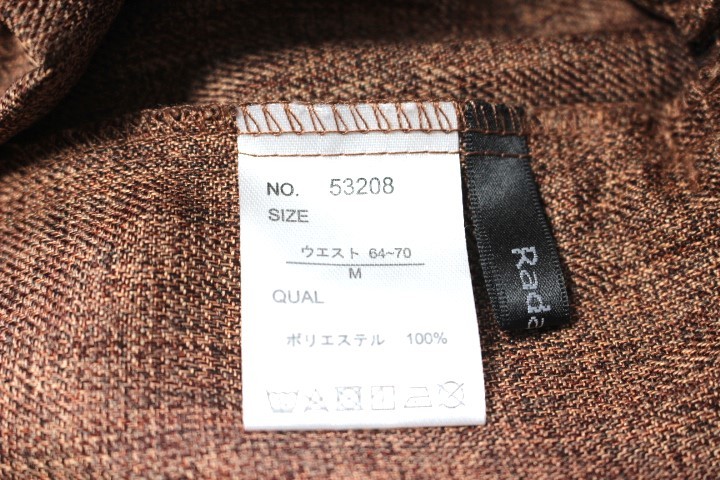 NO. 53208
SIZE
ウエスト 64~70
M
QUAL
ポリエステル 100%